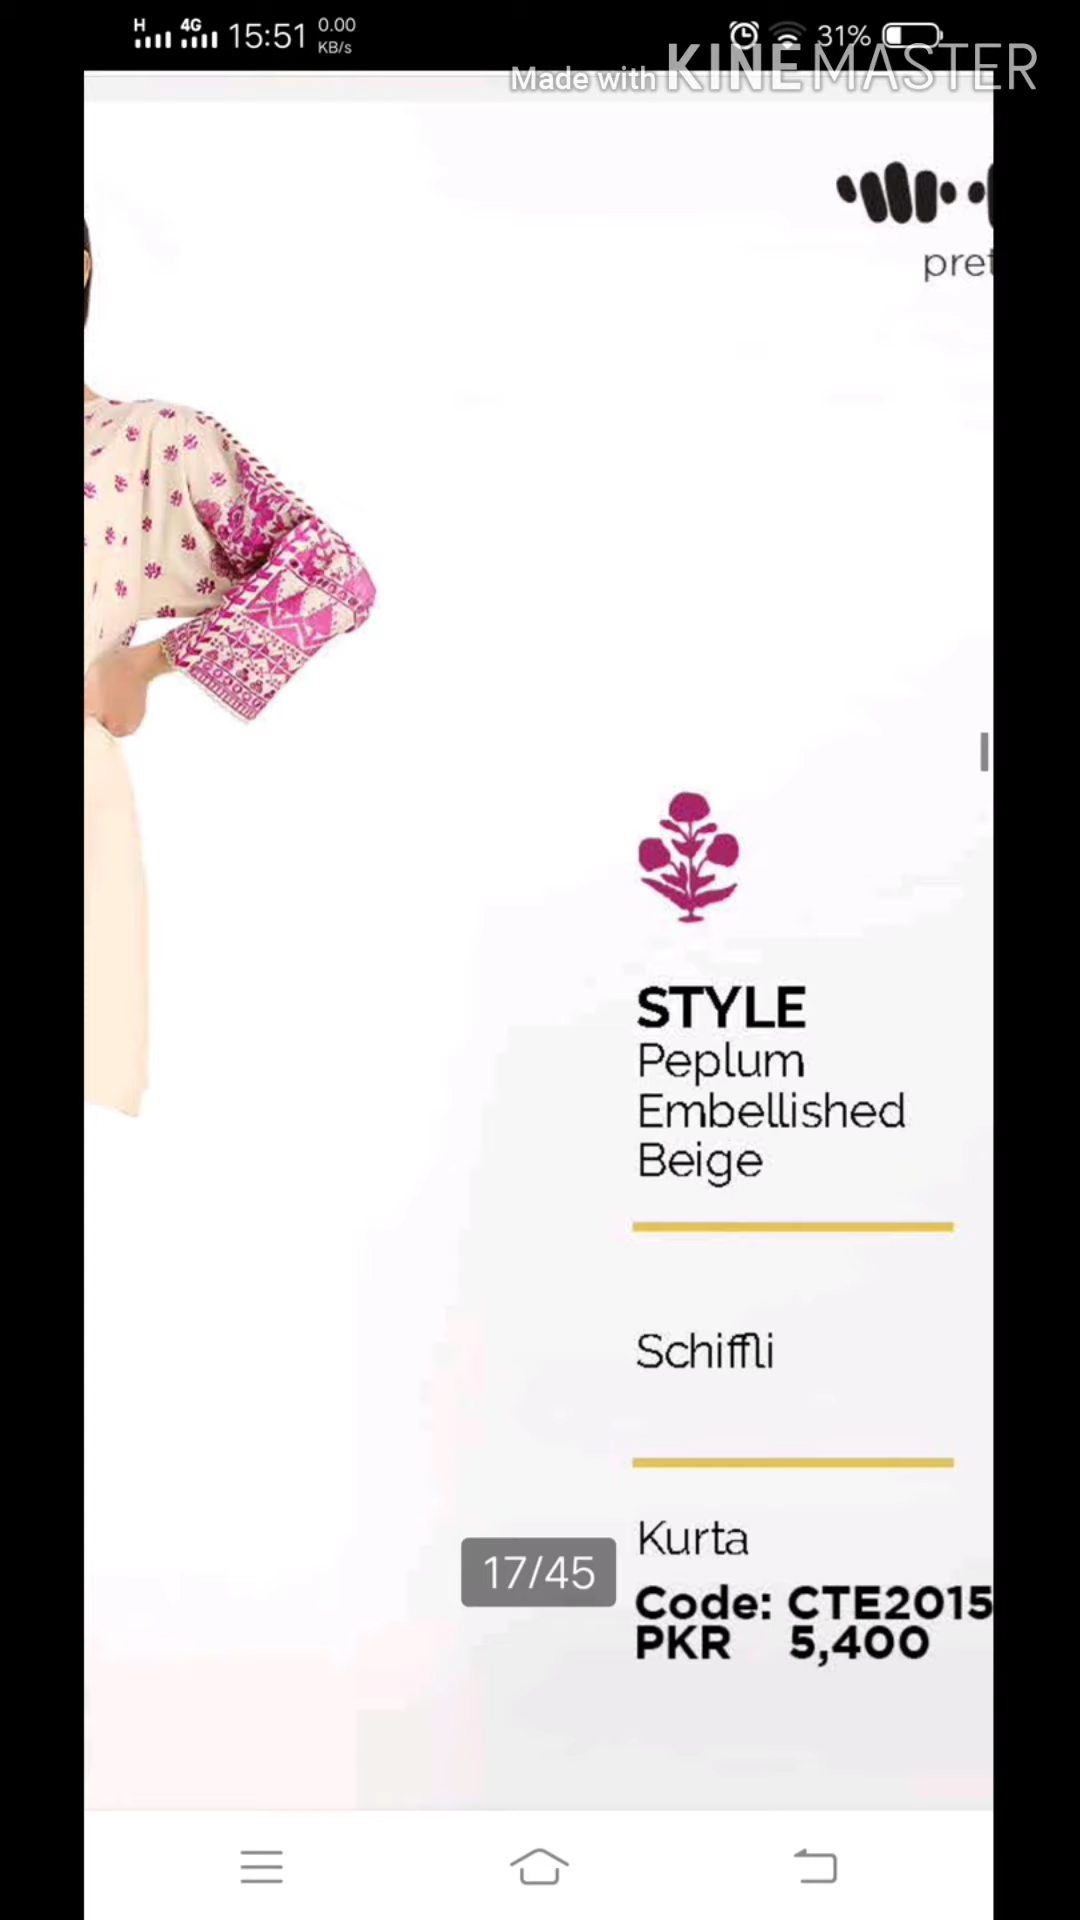 H 4G 15:51 0.00 KB/s 31%
Made with KINEMASTER
pret
STYLE
Peplum
Embellished
Beige
Schiffli
17/45
Kurta
Code: CTE2015
PKR 5,400